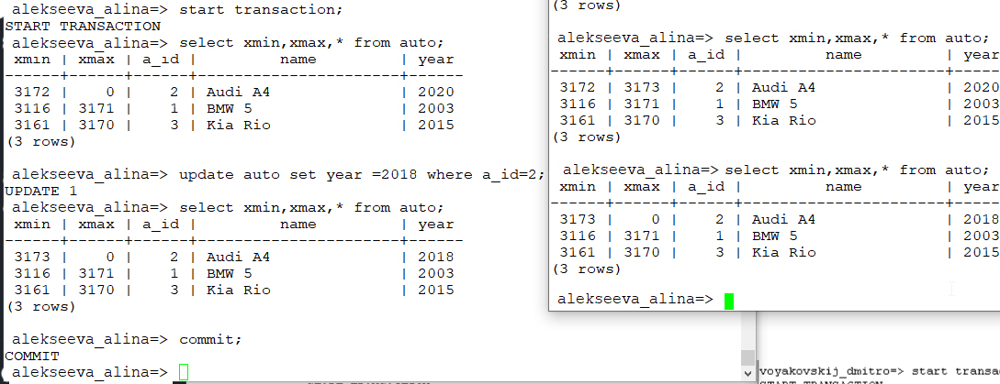 alekseeva_alina=> start transaction;
START TRANSACTION
alekseeva_alina=> select xmin,xmax,* from auto;
xmin | xmax | a_id | name | year
------+------+------+--------------------------+------
3172 | 0 | 2 | Audi A4 | 2020
3116 | 3171 | 1 | BMW 5 | 2003
3161 | 3170 | 3 | Kia Rio | 2015
(3 rows)
alekseeva_alina=> update auto set year =2018 where a_id=2;
UPDATE 1
alekseeva_alina=> select xmin,xmax,* from auto;
xmin | xmax | a_id | name | year
------+------+------+--------------------------+------
3173 | 0 | 2 | Audi A4 | 2018
3116 | 3171 | 1 | BMW 5 | 2003
3161 | 3170 | 3 | Kia Rio | 2015
(3 rows)
alekseeva_alina=> commit;
COMMIT
alekseeva_alina=>
(3 rows)
alekseeva_alina=> select xmin,xmax,* from auto;
xmin | xmax | a_id | name | year
------+------+------+--------------------------+------
3172 | 3173 | 2 | Audi A4 | 2020
3116 | 3171 | 1 | BMW 5 | 2003
3161 | 3170 | 3 | Kia Rio | 2015
(3 rows)
alekseeva_alina=> select xmin,xmax,* from auto;
xmin | xmax | a_id | name | year
------+------+------+--------------------------+------
3173 | 0 | 2 | Audi A4 | 2018
3116 | 3171 | 1 | BMW 5 | 2003
3161 | 3170 | 3 | Kia Rio | 2015
(3 rows)
alekseeva_alina=>
voyakovskij_dmitro=> start transa